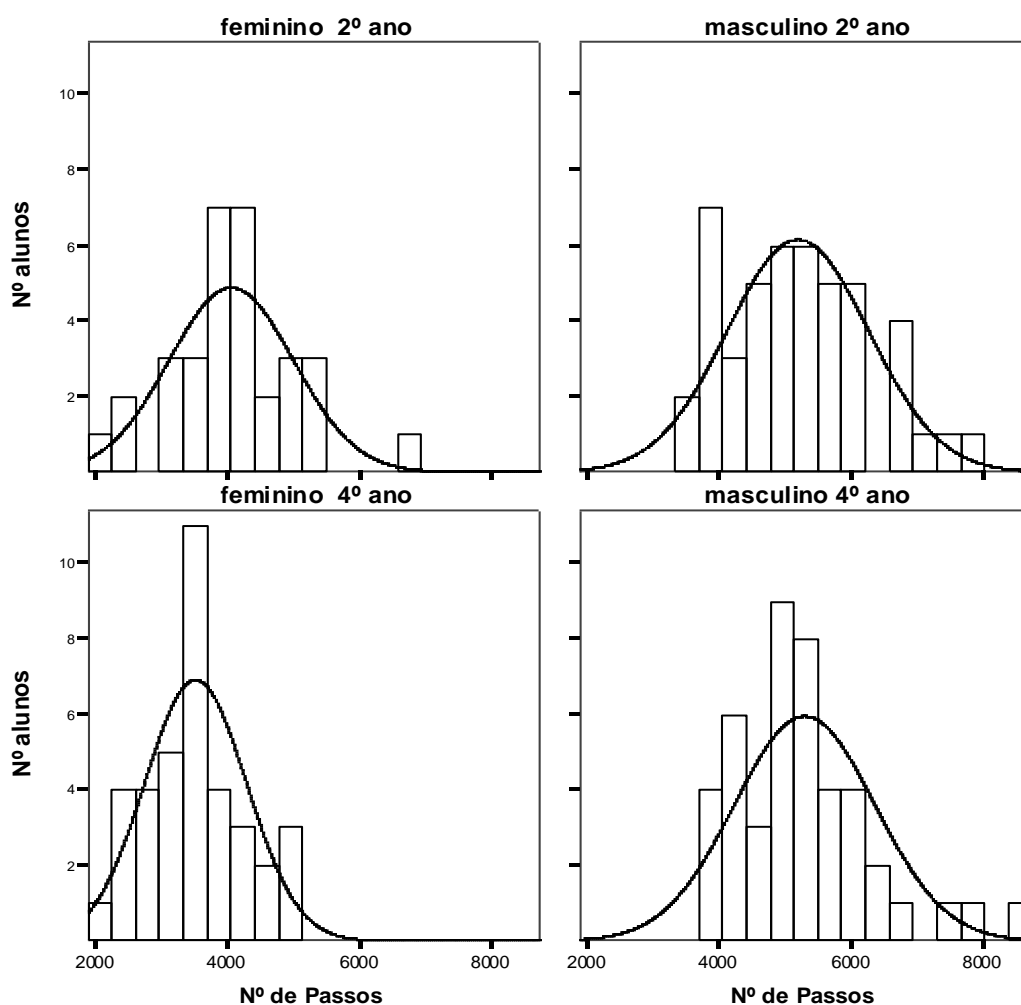 feminino 2º ano
masculino 2º ano
10
8
6
4
2
Nº alunos
feminino 4º ano
masculino 4º ano
10
8
6
4
2
Nº alunos
2000 4000 6000 8000
2000 4000 6000 8000
Nº de Passos
Nº de Passos